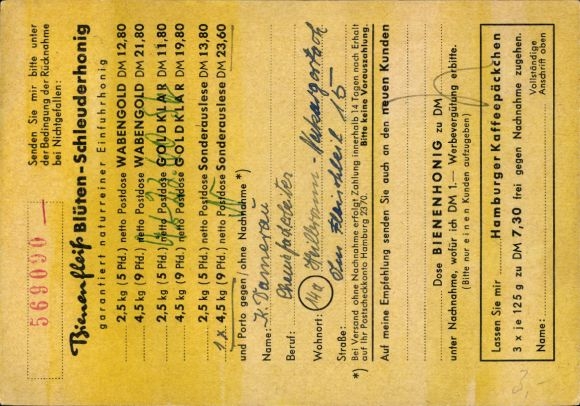 569090 —
Senden Sie mir bitte unter
der Bedingung der Rücknahme
bei Nichtgefallen:
Binenfleiß Blüten-Schleuderhonig
garantiert naturreiner Einfuhrhonig
2,5 kg (5 Pfd.) netto Postdose WABENGOLD DM 12,80
4,5 kg (9 Pfd.) netto Postdose WABENGOLD DM 21,80
2,5 kg (5 Pfd.) netto Postdose GOLDKLAR DM 11,80
4,5 kg (9 Pfd.) netto Postdose GOLDKLAR DM 19,80
2,5 kg (5 Pfd.) netto Postdose Sonderauslese DM 13,80
1x 4,5 kg (9 Pfd.) netto Postdose Sonderauslese DM 23,60
und Porto gegen/ohne Nachnahme *)
Name: K. Damerau
Beruf:
Wohnort: 14a Heilbronn-
Straße: 15
*) Bei Versand ohne Nachnahme erfolgt Zahlung innerhalb 14 Tagen nach Erhalt
auf Ihr Postscheckkonto Hamburg 2370. Bitte keine Vorauszahlung.
Auf meine Empfehlung senden Sie auch an den neuen Kunden
Dose BIENENHONIG zu DM
unter Nachnahme, wofür ich DM 1.— Werbevergütung erbitte.
(Bitte nur einen Kunden aufzugeben)
Lassen Sie mir Hamburger Kaffeepäckchen
3 x je 125 g zu DM 7,30 frei gegen Nachnahme zugehen.
Name: Vollständige
Anschrift oben
3,-